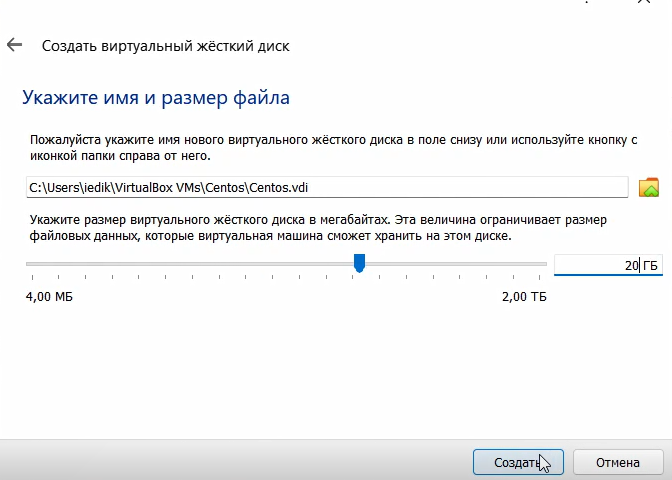 Создать виртуальный жёсткий диск
Укажите имя и размер файла
Пожалуйста укажите имя нового виртуального жёсткого диска в поле снизу или используйте кнопку с
иконкой папки справа от него.
C:\Users\iedik\VirtualBox VMs\Centos\Centos.vdi
Укажите размер виртуального жёсткого диска в мегабайтах. Эта величина ограничивает размер
файловых данных, которые виртуальная машина сможет хранить на этом диске.
20 ГБ
4,00 МБ
2,00 ТБ
Создать
Отмена